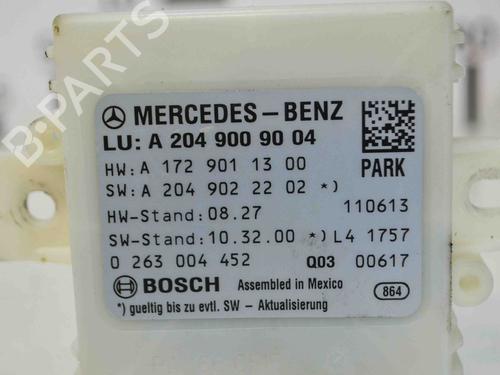 MERCEDES-BENZ
LU: A 204 900 90 04
HW: A 172 901 13 00 PARK
SW: A 204 902 22 02 *)
HW-Stand: 08.27 110613
SW-Stand: 10.32.00 *) L4 1757
0 263 004 452 Q03 00617
BOSCH Assembled in Mexico
*) gueltig bis zu evtl. SW - Aktualisierung 864
B-PARTS